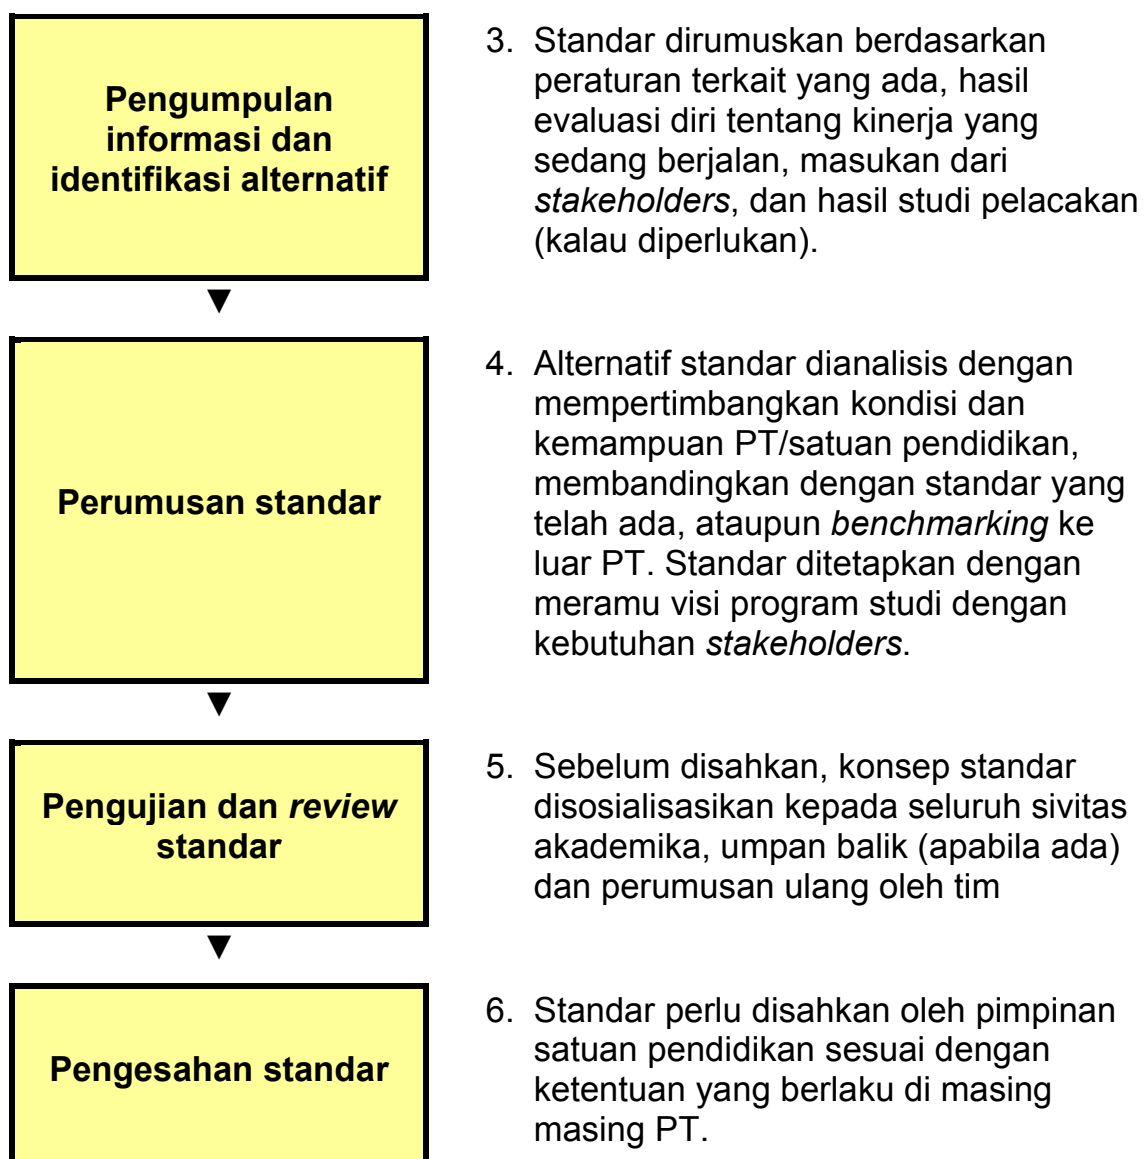 Pengumpulan
informasi dan
identifikasi alternatif
3. Standar dirumuskan berdasarkan
peraturan terkait yang ada, hasil
evaluasi diri tentang kinerja yang
sedang berjalan, masukan dari
stakeholders, dan hasil studi pelacakan
(kalau diperlukan).
▼
Perumusan standar
4. Alternatif standar dianalisis dengan
mempertimbangkan kondisi dan
kemampuan PT/satuan pendidikan,
membandingkan dengan standar yang
telah ada, ataupun benchmarking ke
luar PT. Standar ditetapkan dengan
meramu visi program studi dengan
kebutuhan stakeholders.
▼
Pengujian dan review
standar
5. Sebelum disahkan, konsep standar
disosialisasikan kepada seluruh sivitas
akademika, umpan balik (apabila ada)
dan perumusan ulang oleh tim
▼
Pengesahan standar
6. Standar perlu disahkan oleh pimpinan
satuan pendidikan sesuai dengan
ketentuan yang berlaku di masing
masing PT.